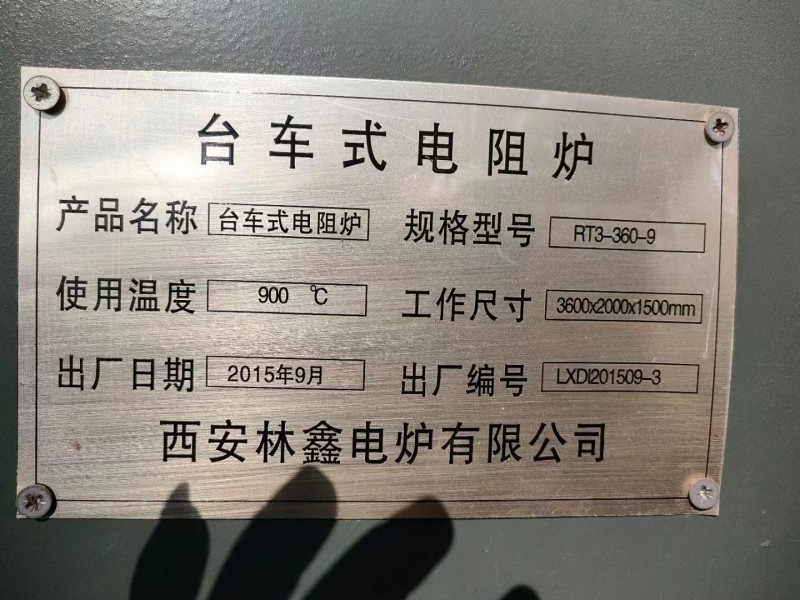 台车式电阻炉
产品名称 台车式电阻炉 规格型号 RT3-360-9
使用温度 900 ℃ 工作尺寸 3600x2000x1500mm
出厂日期 2015年9月 出厂编号 LXDl201509-3
西安林鑫电炉有限公司